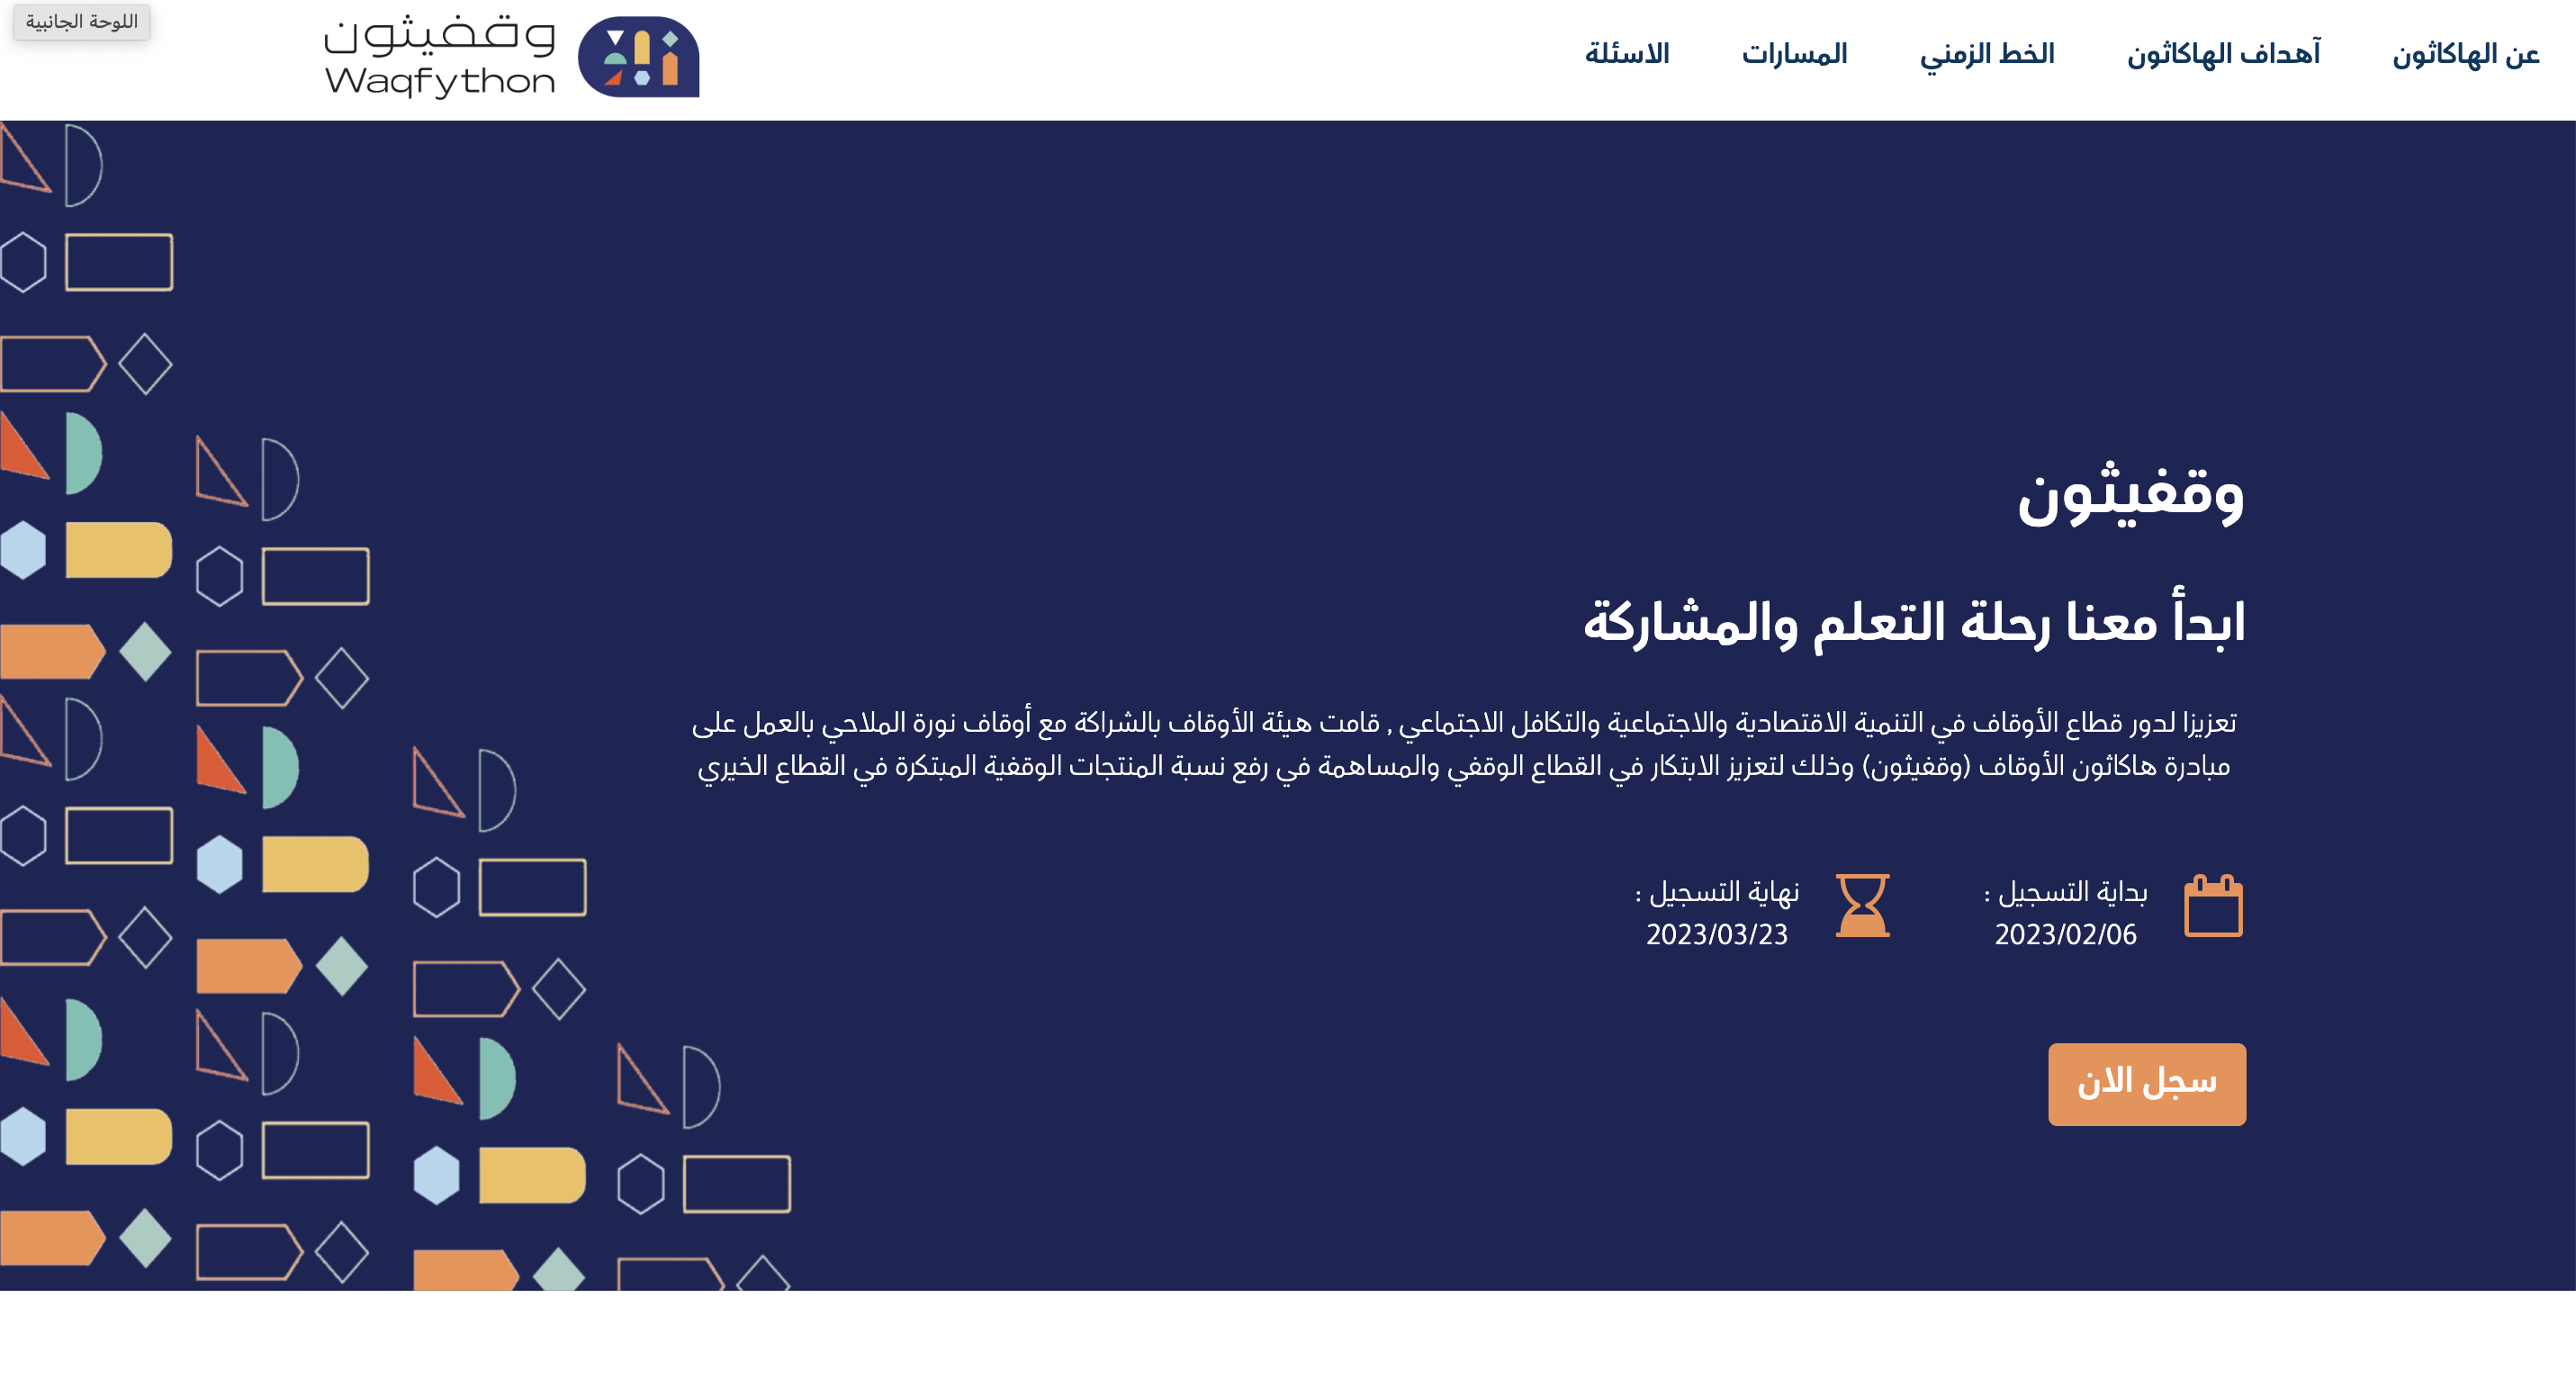 اللوحة الجانبية
عن الهاكاثون
آهداف الهاكاثون
الخط الزمني
المسارات
الاسئلة
وقفيثون
Waqfython
وقفيثون
ابدأ معنا رحلة التعلم والمشاركة
تعزيزا لدور قطاع الأوقاف في التنمية الاقتصادية والاجتماعية والتكافل الاجتماعي , قامت هيئة الأوقاف بالشراكة مع أوقاف نورة الملاحي بالعمل على
مبادرة هاكاثون الأوقاف (وقفيثون) وذلك لتعزيز الابتكار في القطاع الوقفي والمساهمة في رفع نسبة المنتجات الوقفية المبتكرة في القطاع الخيري
بداية التسجيل :
2023/02/06
نهاية التسجيل :
2023/03/23
سجل الان